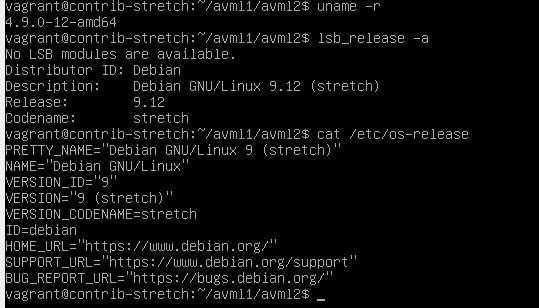 vagrant@contrib-stretch:~/avml1/avml2$ uname -r
4.9.0-12-amd64
vagrant@contrib-stretch:~/avml1/avml2$ lsb_release -a
No LSB modules are available.
Distributor ID: Debian
Description:    Debian GNU/Linux 9.12 (stretch)
Release:        9.12
Codename:       stretch
vagrant@contrib-stretch:~/avml1/avml2$ cat /etc/os-release
PRETTY_NAME="Debian GNU/Linux 9 (stretch)"
NAME="Debian GNU/Linux"
VERSION_ID="9"
VERSION="9 (stretch)"
VERSION_CODENAME=stretch
ID=debian
HOME_URL="https://www.debian.org/"
SUPPORT_URL="https://www.debian.org/support"
BUG_REPORT_URL="https://bugs.debian.org/"
vagrant@contrib-stretch:~/avml1/avml2$ _